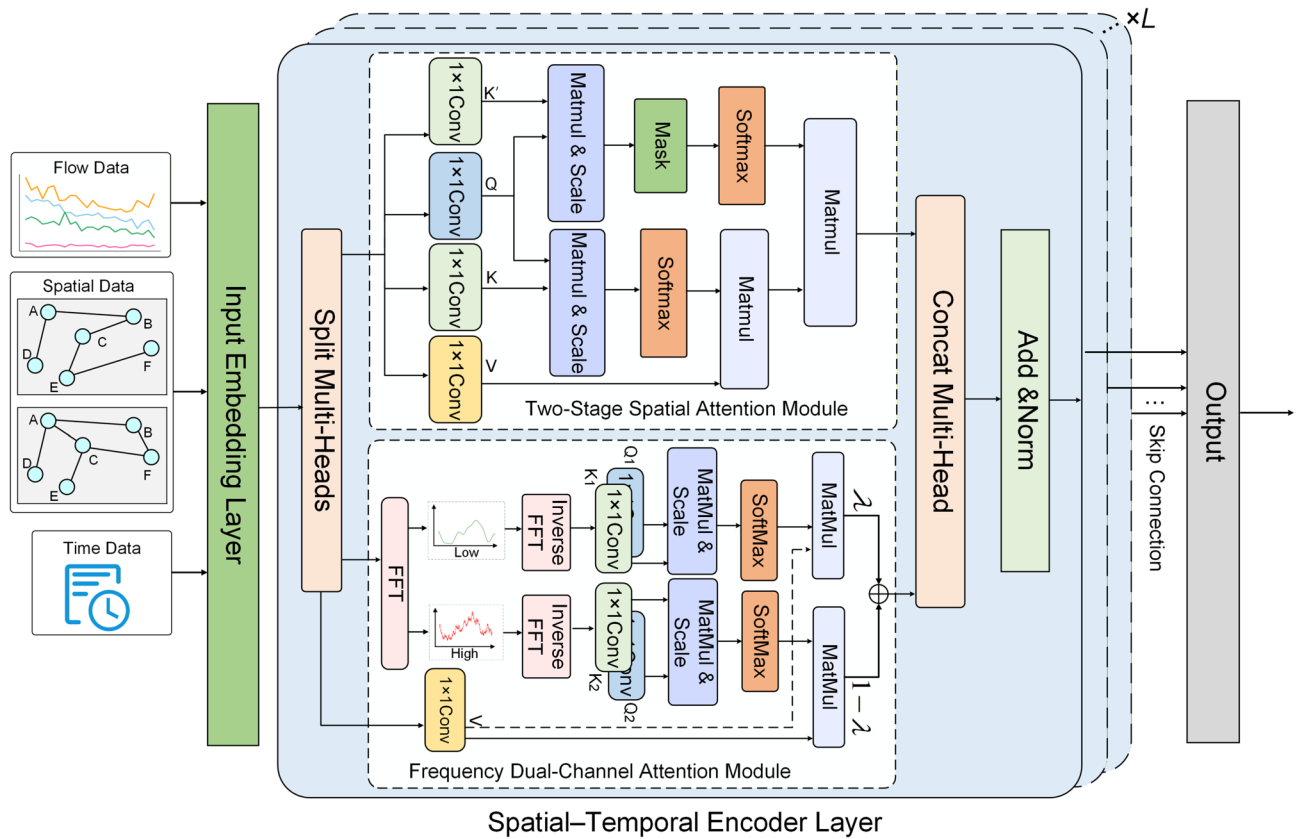 ×L
Flow Data
Spatial Data
A
B
C
D
E
F
A
B
C
D
E
F
Time Data
Input Embedding Layer
Split Multi-Heads
1×1Conv
K′
1×1Conv
Q
1×1Conv
K
1×1Conv
V
Matmul & Scale
Mask
Softmax
Matmul
Matmul & Scale
Softmax
Matmul
Two-Stage Spatial Attention Module
FFT
Low
Inverse
FFT
K1
Q1
1×1Conv
MatMul &
Scale
SoftMax
MatMul
λ
High
Inverse
FFT
1×1Conv
onv
K2
Q2
MatMul &
Scale
SoftMax
MatMul
1−λ
1×1Conv
V
Frequency Dual-Channel Attention Module
Concat Multi-Head
Add &Norm
...
Skip Connection
Output
Spatial–Temporal Encoder Layer